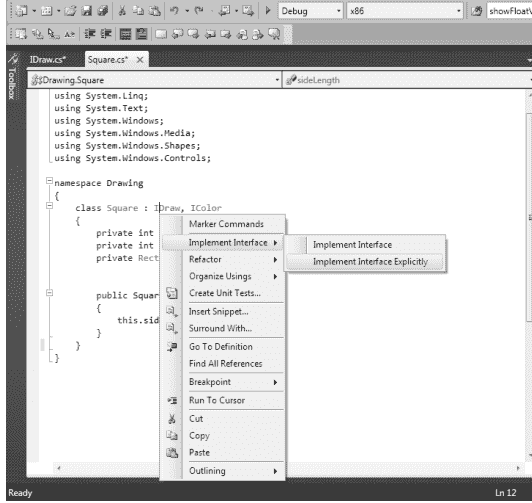 Debug x86 showFloatV
IDraw.cs* Square.cs* ×
Toolbox
Drawing.Square sideLength
using System.Linq;
using System.Text;
using System.Windows;
using System.Windows.Media;
using System.Windows.Shapes;
using System.Windows.Controls;
namespace Drawing
{
class Square : IDraw, IColor
{
private int
private int
private Rect
public Squar
{
this.sid
}
}
}
Marker Commands
Implement Interface
Refactor
Organize Usings
Create Unit Tests...
Insert Snippet...
Surround With...
Go To Definition
Find All References
Breakpoint
Run To Cursor
Cut
Copy
Paste
Outlining
Implement Interface
Implement Interface Explicitly
Ready Ln 12